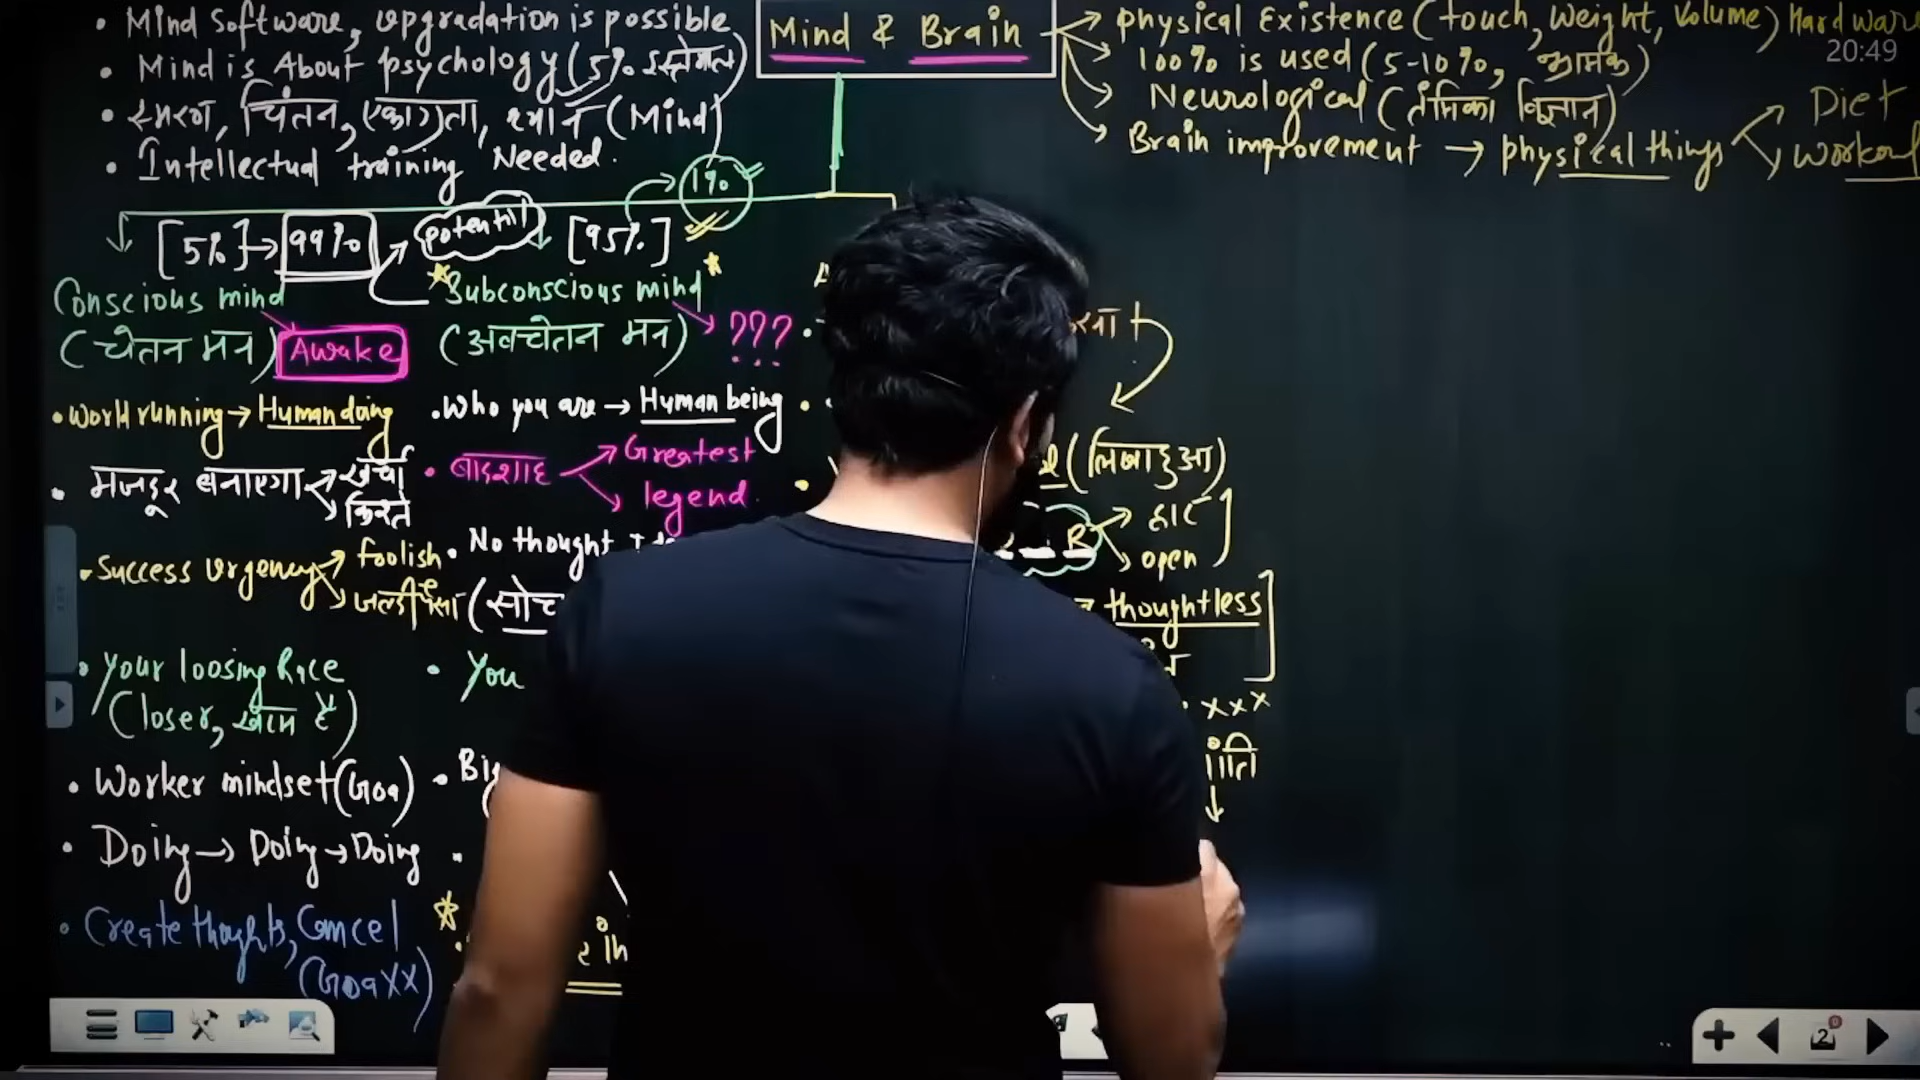 • Mind Software, upgradation is possible
• Mind is About psychology (5% इस्तेमाल)
• स्मरण, चिंतन, एकाग्रता, ध्यान (Mind)
• Intellectual training Needed.
Mind & Brain
physical Existence (touch, Weight, Volume) Hardware
20:49
100% is used (5-10%, भ्रामक)
Neurological (तंत्रिका विज्ञान)
Brain improvement → physical things
Diet
Workout
1%
[5%] → 99%
potential
[95%]
Conscious mind
(चेतन मन) Awake
• World running → Human doing
• मजदूर बनाएगा
खर्चा
किस्त
• Success Urgency
foolish
जल्दी पैसा
• Your loosing Race
(loser, खत्म है)
• Worker mindset (Goa)
• Doing → Doing → Doing
• Create thoughts, Cancel
(Goa XX)
*Subconscious mind*
(अवचेतन मन) ???
• Who you are → Human being
• बादशाह
Greatest
legend
• No thought
(सोच
• You
(लिखा हुआ)
R
हार्ट
open
thoughtless
xxx
2